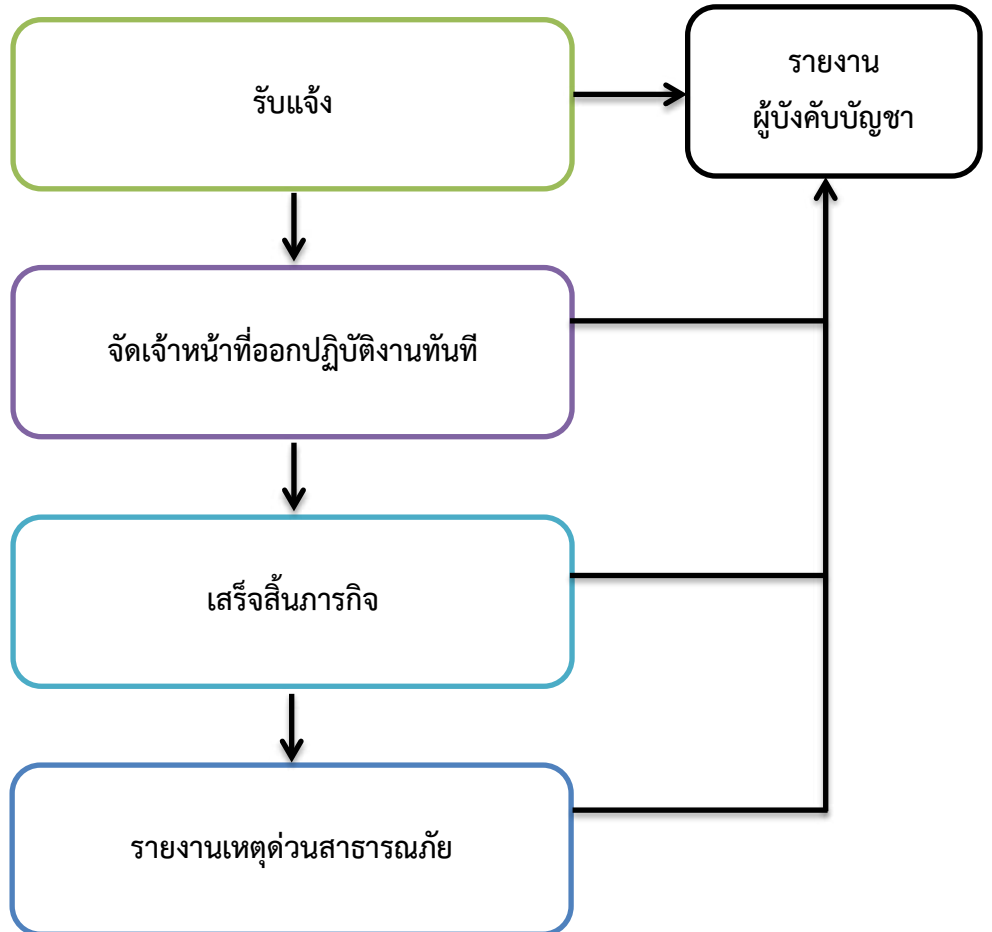 รับแจ้ง
รายงาน
ผู้บังคับบัญชา
จัดเจ้าหน้าที่ออกปฏิบัติงานทันที
เสร็จสิ้นภารกิจ
รายงานเหตุด่วนสาธารณภัย